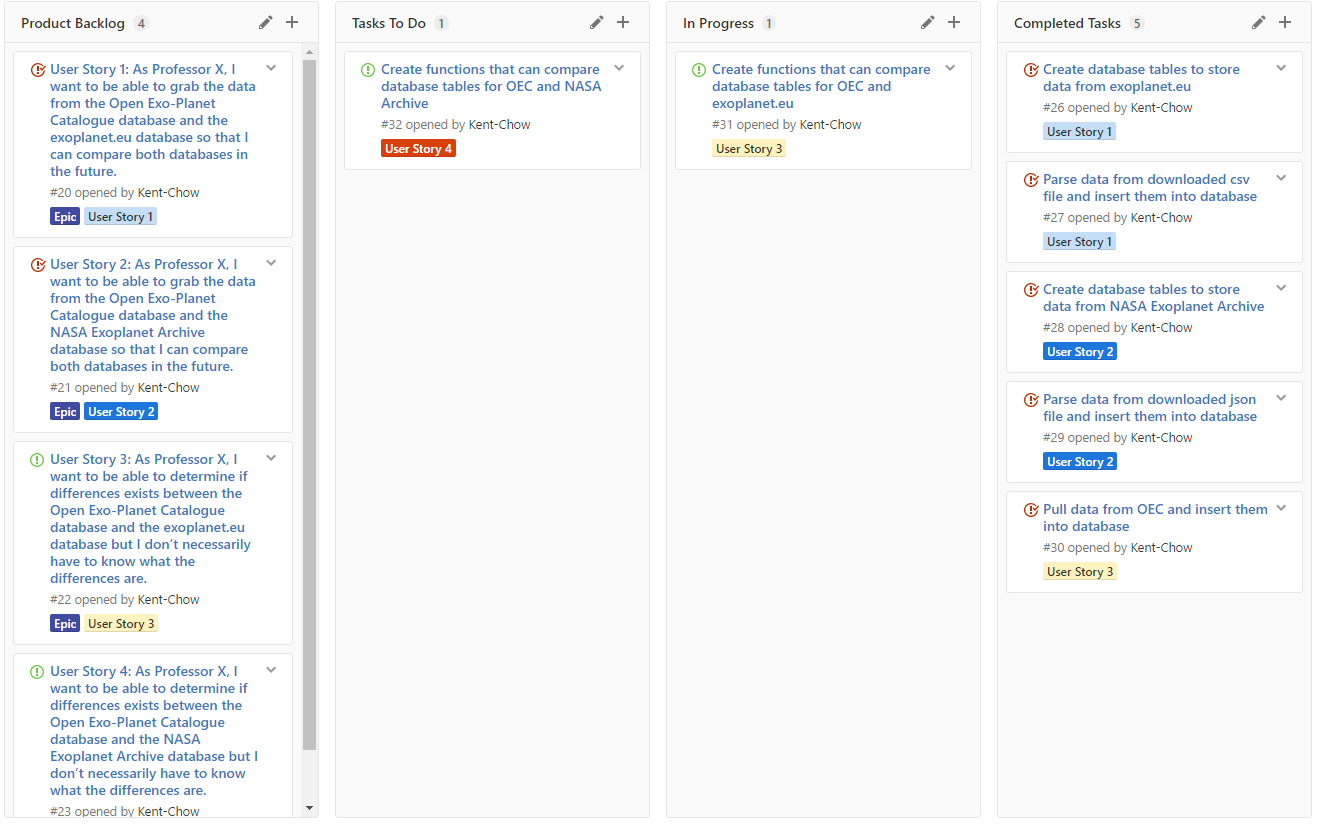 Product Backlog 4
User Story 1: As Professor X, I
want to be able to grab the data
from the Open Exo-Planet
Catalogue database and the
exoplanet.eu database so that I
can compare both databases in
the future.
#20 opened by Kent-Chow
Epic User Story 1
User Story 2: As Professor X, I
want to be able to grab the data
from the Open Exo-Planet
Catalogue database and the
NASA Exoplanet Archive
database so that I can compare
both databases in the future.
#21 opened by Kent-Chow
Epic User Story 2
User Story 3: As Professor X, I
want to be able to determine if
differences exists between the
Open Exo-Planet Catalogue
database and the exoplanet.eu
database but I don’t necessarily
have to know what the
differences are.
#22 opened by Kent-Chow
Epic User Story 3
User Story 4: As Professor X, I
want to be able to determine if
differences exists between the
Open Exo-Planet Catalogue
database and the NASA
Exoplanet Archive database but I
don’t necessarily have to know
what the differences are.
#23 opened by Kent-Chow
Tasks To Do 1
Create functions that can compare
database tables for OEC and NASA
Archive
#32 opened by Kent-Chow
User Story 4
In Progress 1
Create functions that can compare
database tables for OEC and
exoplanet.eu
#31 opened by Kent-Chow
User Story 3
Completed Tasks 5
Create database tables to store
data from exoplanet.eu
#26 opened by Kent-Chow
User Story 1
Parse data from downloaded csv
file and insert them into database
#27 opened by Kent-Chow
User Story 1
Create database tables to store
data from NASA Exoplanet Archive
#28 opened by Kent-Chow
User Story 2
Parse data from downloaded json
file and insert them into database
#29 opened by Kent-Chow
User Story 2
Pull data from OEC and insert them
into database
#30 opened by Kent-Chow
User Story 3